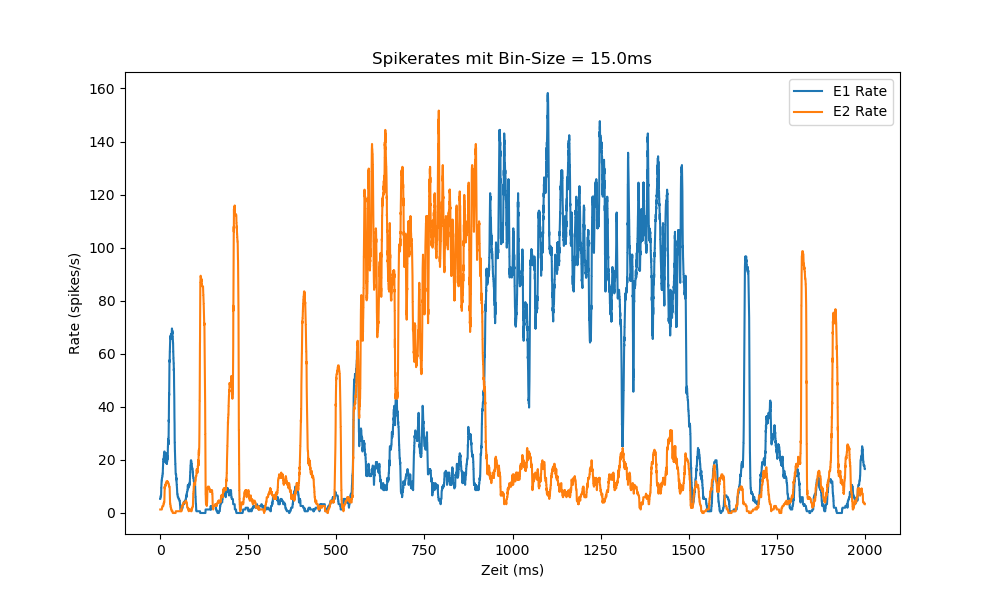 Spikerates mit Bin-Size = 15.0ms
E1 Rate
E2 Rate
160
140
120
100
80
60
40
20
0
Rate (spikes/s)
0 250 500 750 1000 1250 1500 1750 2000
Zeit (ms)